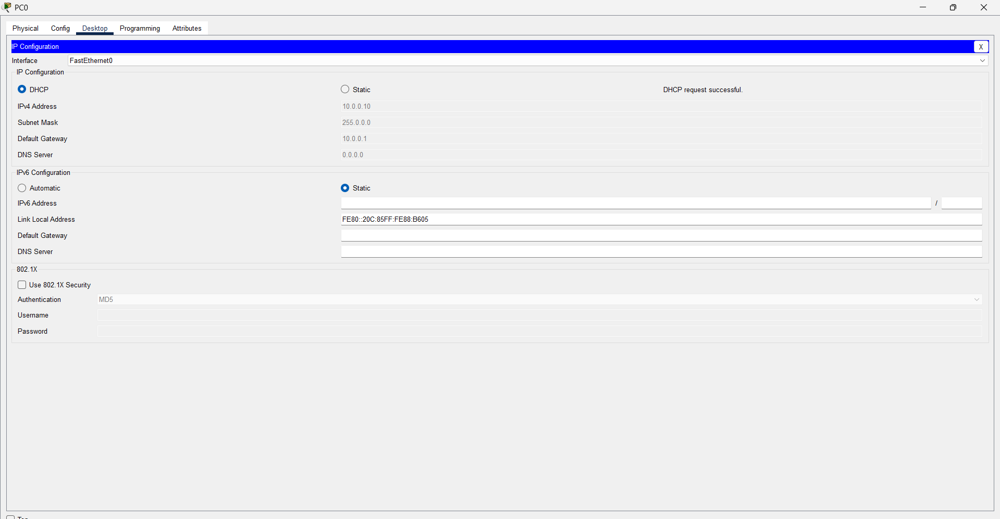 PC0
Physical Config Desktop Programming Attributes
IP Configuration X
Interface FastEthernet0
IP Configuration
DHCP Static DHCP request successful.
IPv4 Address 10.0.0.10
Subnet Mask 255.0.0.0
Default Gateway 10.0.0.1
DNS Server 0.0.0.0
IPv6 Configuration
Automatic Static
IPv6 Address /
Link Local Address FE80::20C:85FF:FE88:B605
Default Gateway
DNS Server
802.1X
Use 802.1X Security
Authentication MD5
Username
Password